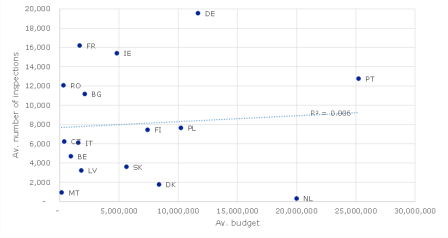 20,000
18,000
16,000
14,000
12,000
10,000
8,000
6,000
4,000
2,000
-
Av. number of inspections
DE
FR
IE
PT
RO
BG
R² = 0.006
FI
PL
IT
BE
LV
SK
DK
MT
NL
-
5,000,000
10,000,000
15,000,000
20,000,000
25,000,000
30,000,000
Av. budget